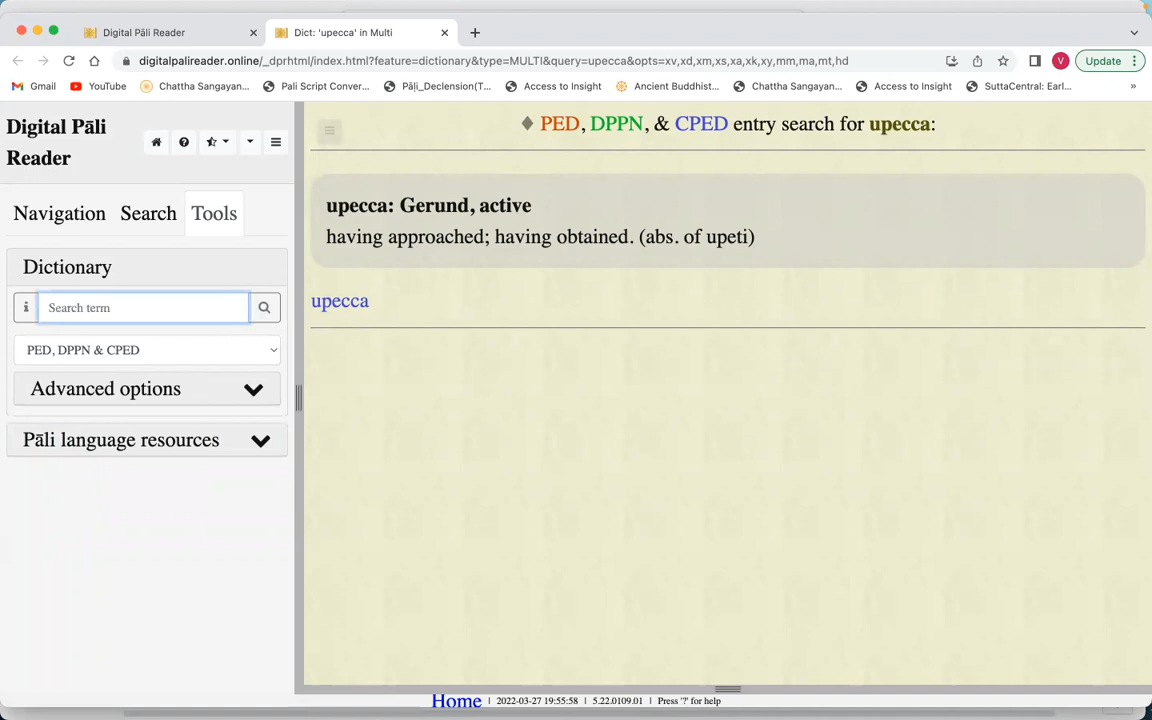 Digital Pāli Reader
Dict: 'upecca' in Multi
digitalpalireader.online/_dprhtml/index.html?feature=dictionary&type=MULTI&query=upecca&opts=xv,xd,xm,xs,xa,xk,xy,mm,ma,mt,hd
V
Update
Gmail
YouTube
Chattha Sangayan...
Pali Script Conver...
Pāḷi_Declension(T...
Access to Insight
Ancient Buddhist...
Chattha Sangayan...
Access to Insight
SuttaCentral: Earl...
»
Digital Pāli
Reader
Navigation Search Tools
Dictionary
Search term
PED, DPPN & CPED
Advanced options
Pāli language resources
♦ PED, DPPN, & CPED entry search for upecca:
upecca: Gerund, active
having approached; having obtained. (abs. of upeti)
upecca
Home | 2022-03-27 19:55:58 | 5.22.0109.01 | Press '?' for help